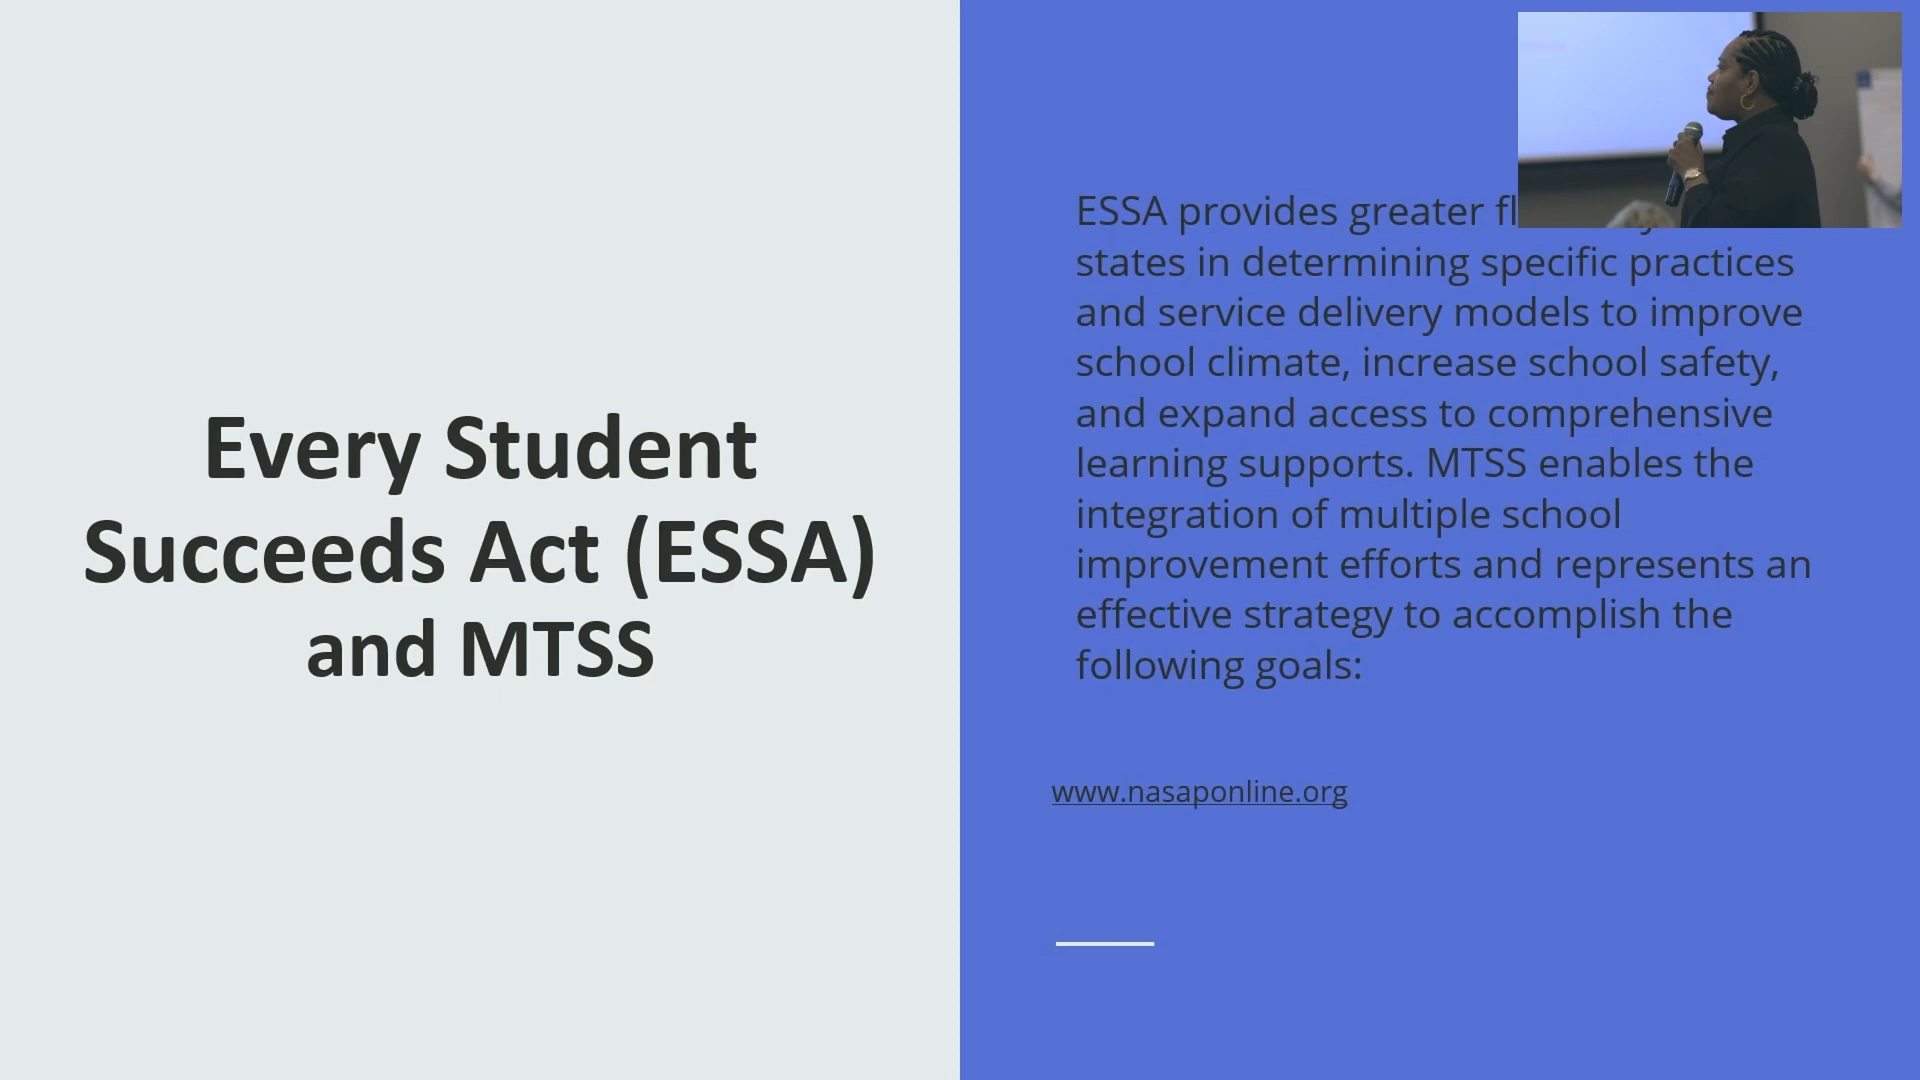 Every Student
Succeeds Act (ESSA)
and MTSS
ESSA provides greater
states in determining specific practices
and service delivery models to improve
school climate, increase school safety,
and expand access to comprehensive
learning supports. MTSS enables the
integration of multiple school
improvement efforts and represents an
effective strategy to accomplish the
following goals:
www.nasaponline.org